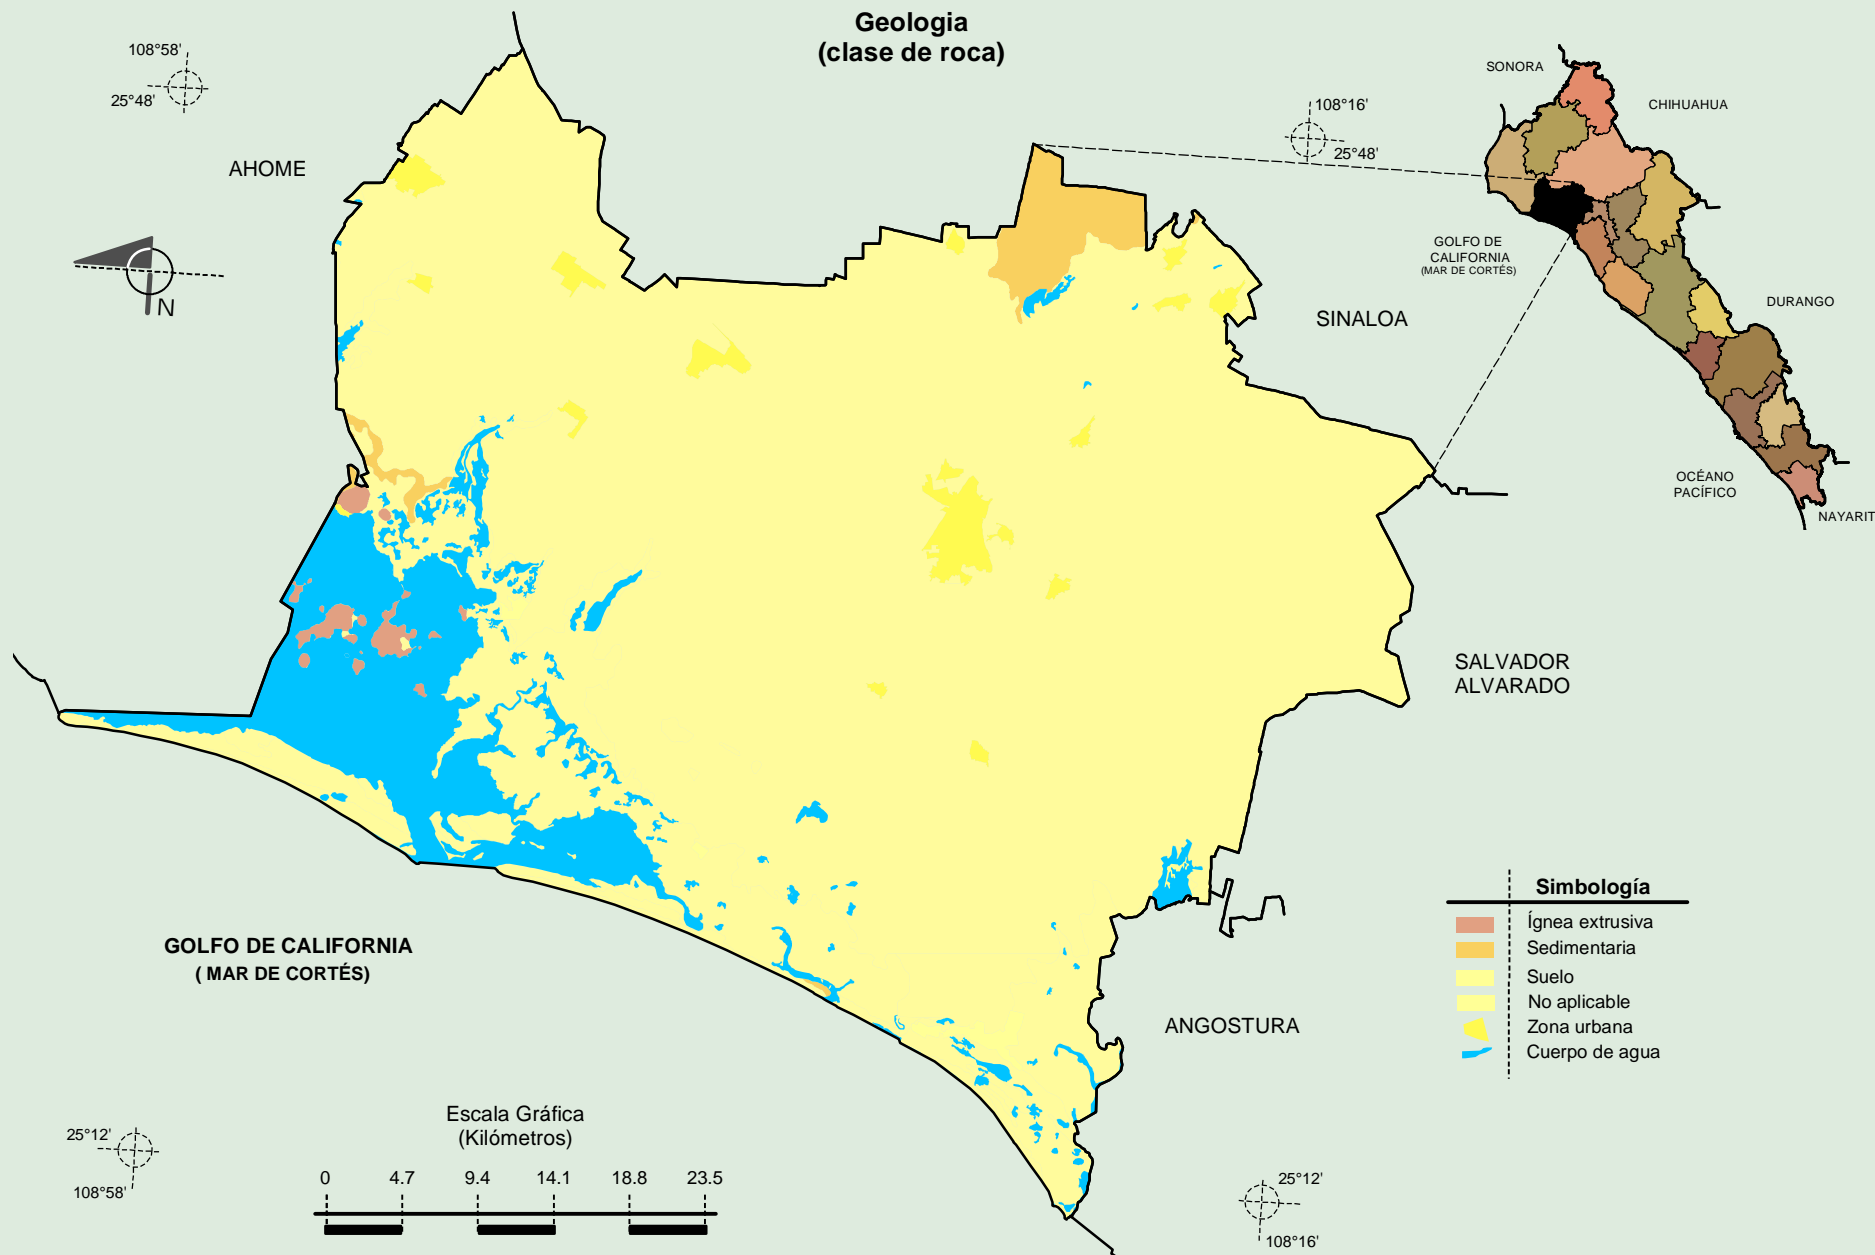 Geologia
(clase de roca)
108°58'
25°48'
AHOME
N
108°16'
25°48'
SONORA
CHIHUAHUA
GOLFO DE
CALIFORNIA
(MAR DE CORTÉS)
DURANGO
OCÉANO
PACÍFICO
NAYARIT
SINALOA
SALVADOR
ALVARADO
GOLFO DE CALIFORNIA
( MAR DE CORTÉS)
ANGOSTURA
Simbología
Ígnea extrusiva
Sedimentaria
Suelo
No aplicable
Zona urbana
Cuerpo de agua
Escala Gráfica
(Kilómetros)
0 4.7 9.4 14.1 18.8 23.5
25°12'
108°58'
25°12'
108°16'